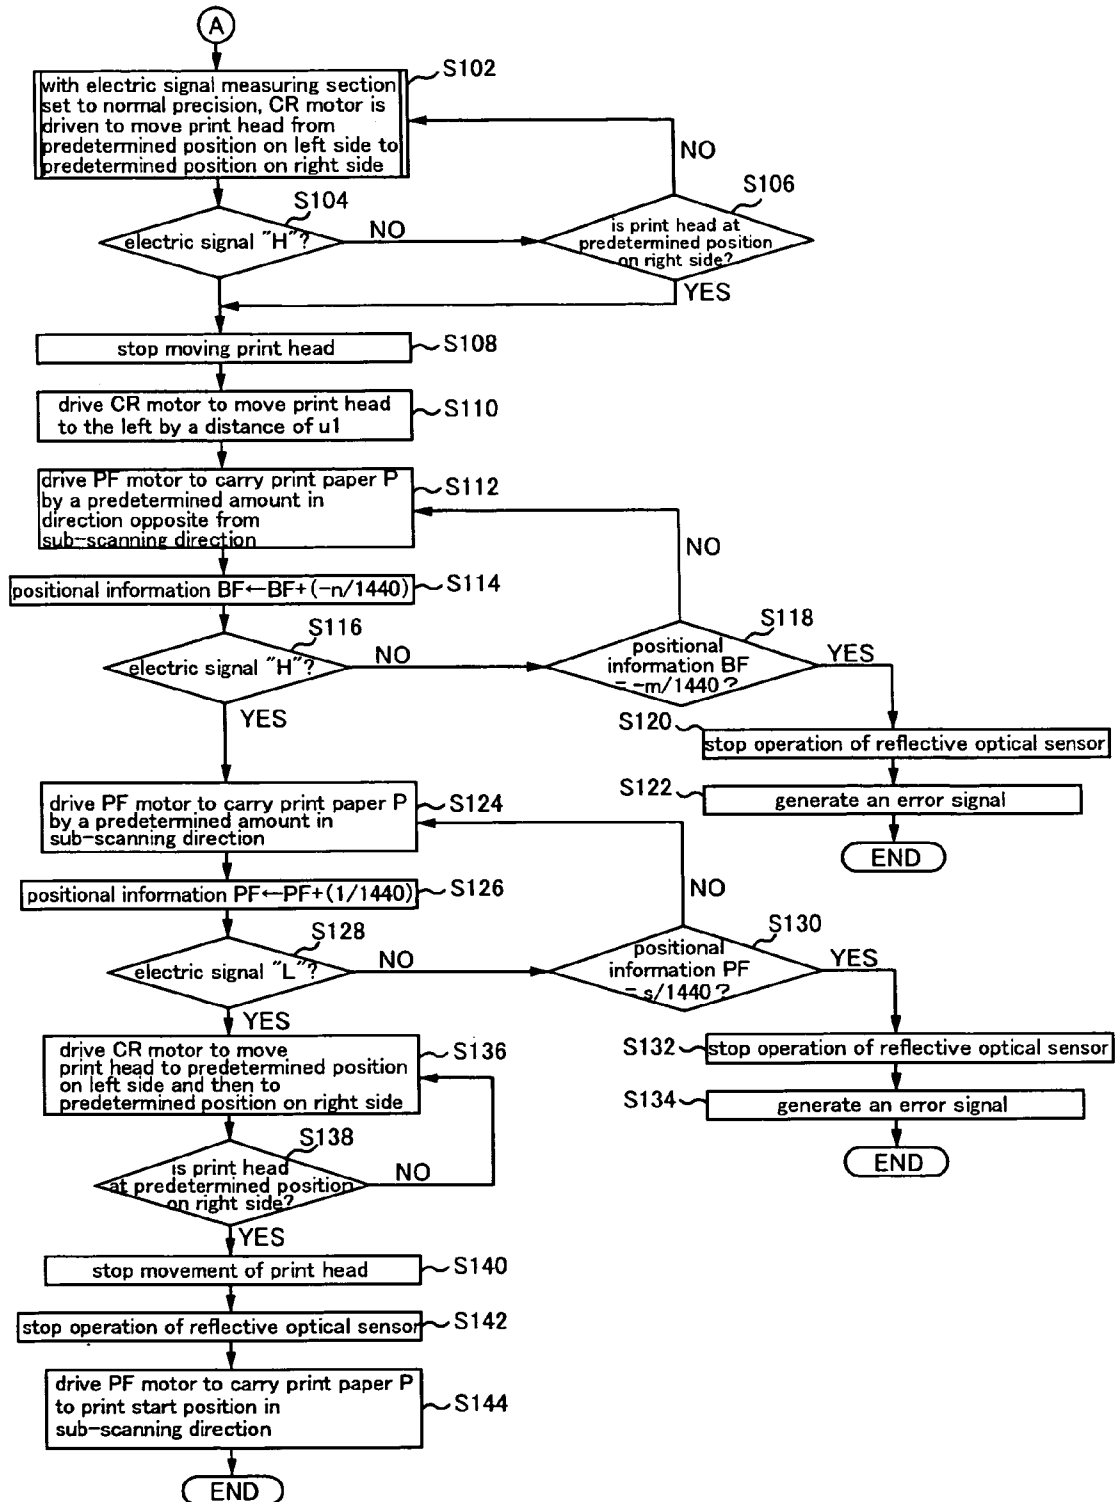 A
S102
with electric signal measuring section
set to normal precision, CR motor is
driven to move print head from
predetermined position on left side to
predetermined position on right side
NO
S104
electric signal "H"?
NO
S106
is print head at
predetermined position
on right side?
YES
stop moving print head
S108
drive CR motor to move print head
to the left by a distance of u1
S110
drive PF motor to carry print paper P
by a predetermined amount in
direction opposite from
sub-scanning direction
S112
NO
positional information BF←BF+(-n/1440)
S114
S116
electric signal "H"?
NO
YES
S118
positional
information BF
= -m/1440?
YES
S120
stop operation of reflective optical sensor
S122
generate an error signal
END
drive PF motor to carry print paper P
by a predetermined amount in
sub-scanning direction
S124
NO
positional information PF←PF+(1/1440)
S126
S128
electric signal "L"?
NO
YES
S130
positional
information PF
= s/1440?
YES
S132
stop operation of reflective optical sensor
S134
generate an error signal
END
drive CR motor to move
print head to predetermined position
on left side and then to
predetermined position on right side
S136
S138
is print head
at predetermined position
on right side?
NO
YES
stop movement of print head
S140
stop operation of reflective optical sensor
S142
drive PF motor to carry print paper P
to print start position in
sub-scanning direction
S144
END